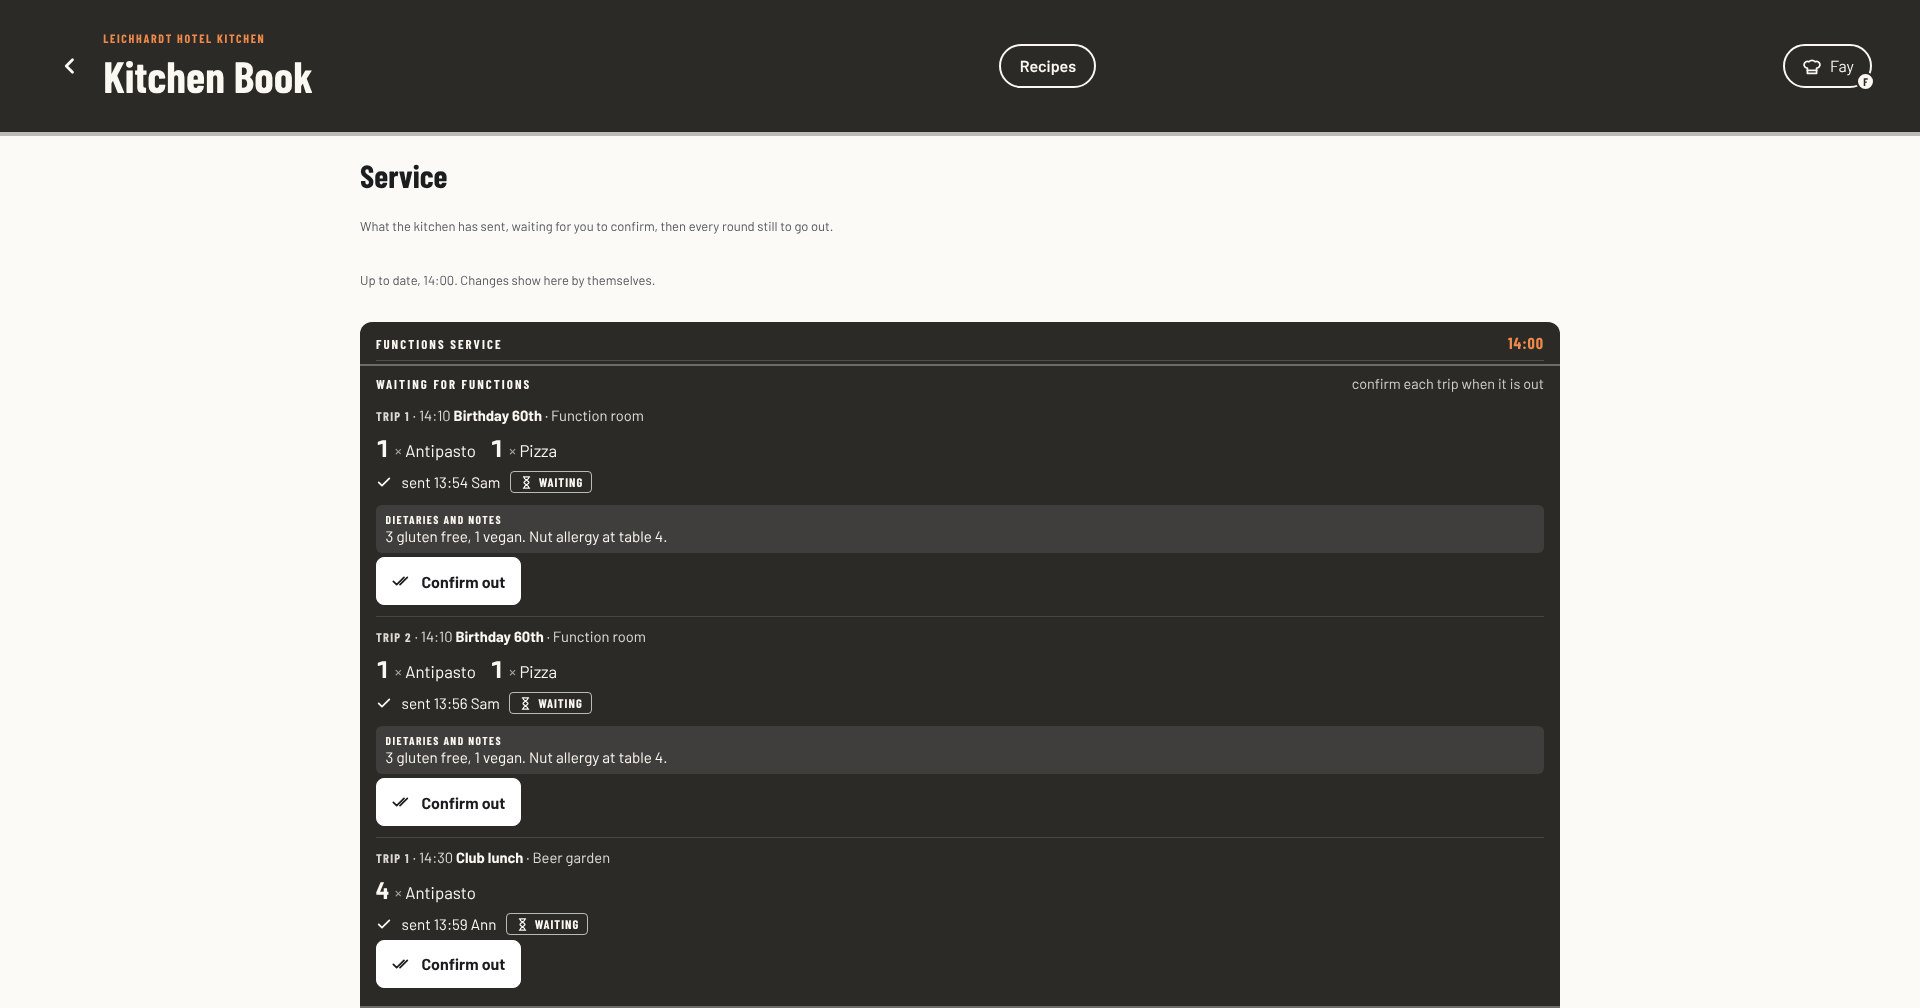 LEICHHARDT HOTEL KITCHEN
Kitchen Book
Recipes
Fay
F
Service
What the kitchen has sent, waiting for you to confirm, then every round still to go out.
Up to date, 14:00. Changes show here by themselves.
FUNCTIONS SERVICE 14:00
WAITING FOR FUNCTIONS confirm each trip when it is out
TRIP 1 · 14:10 Birthday 60th · Function room
1 × Antipasto 1 × Pizza
sent 13:54 Sam WAITING
DIETARIES AND NOTES
3 gluten free, 1 vegan. Nut allergy at table 4.
Confirm out
TRIP 2 · 14:10 Birthday 60th · Function room
1 × Antipasto 1 × Pizza
sent 13:56 Sam WAITING
DIETARIES AND NOTES
3 gluten free, 1 vegan. Nut allergy at table 4.
Confirm out
TRIP 1 · 14:30 Club lunch · Beer garden
4 × Antipasto
sent 13:59 Ann WAITING
Confirm out